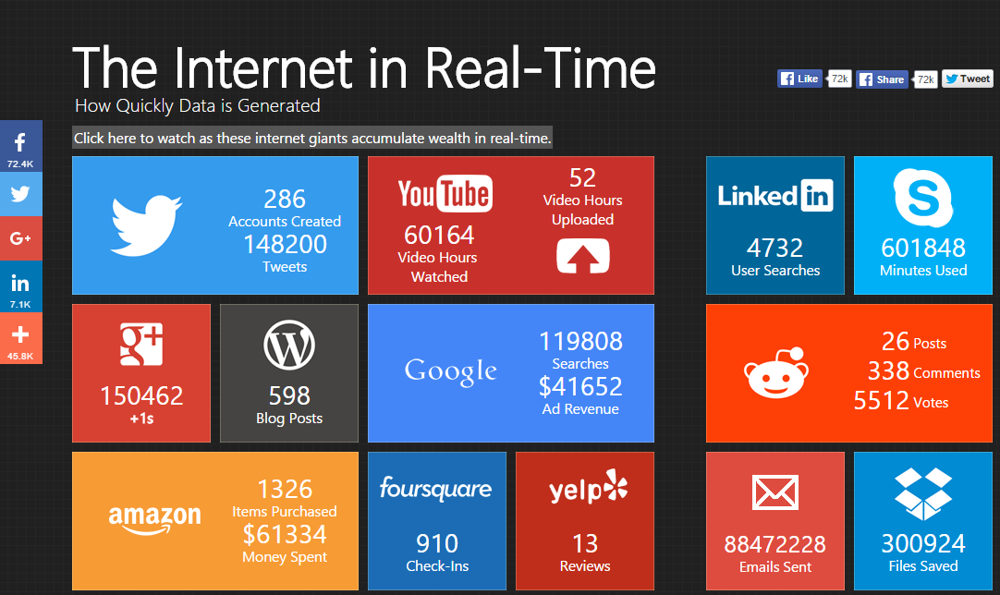 The Internet in Real-Time
Like 72k Share 72k Tweet
How Quickly Data is Generated
Click here to watch as these internet giants accumulate wealth in real-time.
72.4K
G+
in
7.1K
45.8K
286
Accounts Created
148200
Tweets
YouTube
60164
Video Hours
Watched
52
Video Hours
Uploaded
Linked in
4732
User Searches
S
601848
Minutes Used
g+
150462
+1s
W
598
Blog Posts
Google
119808
Searches
$41652
Ad Revenue
26 Posts
338 Comments
5512 Votes
amazon
1326
Items Purchased
$61334
Money Spent
foursquare
910
Check-Ins
yelp
13
Reviews
88472228
Emails Sent
300924
Files Saved